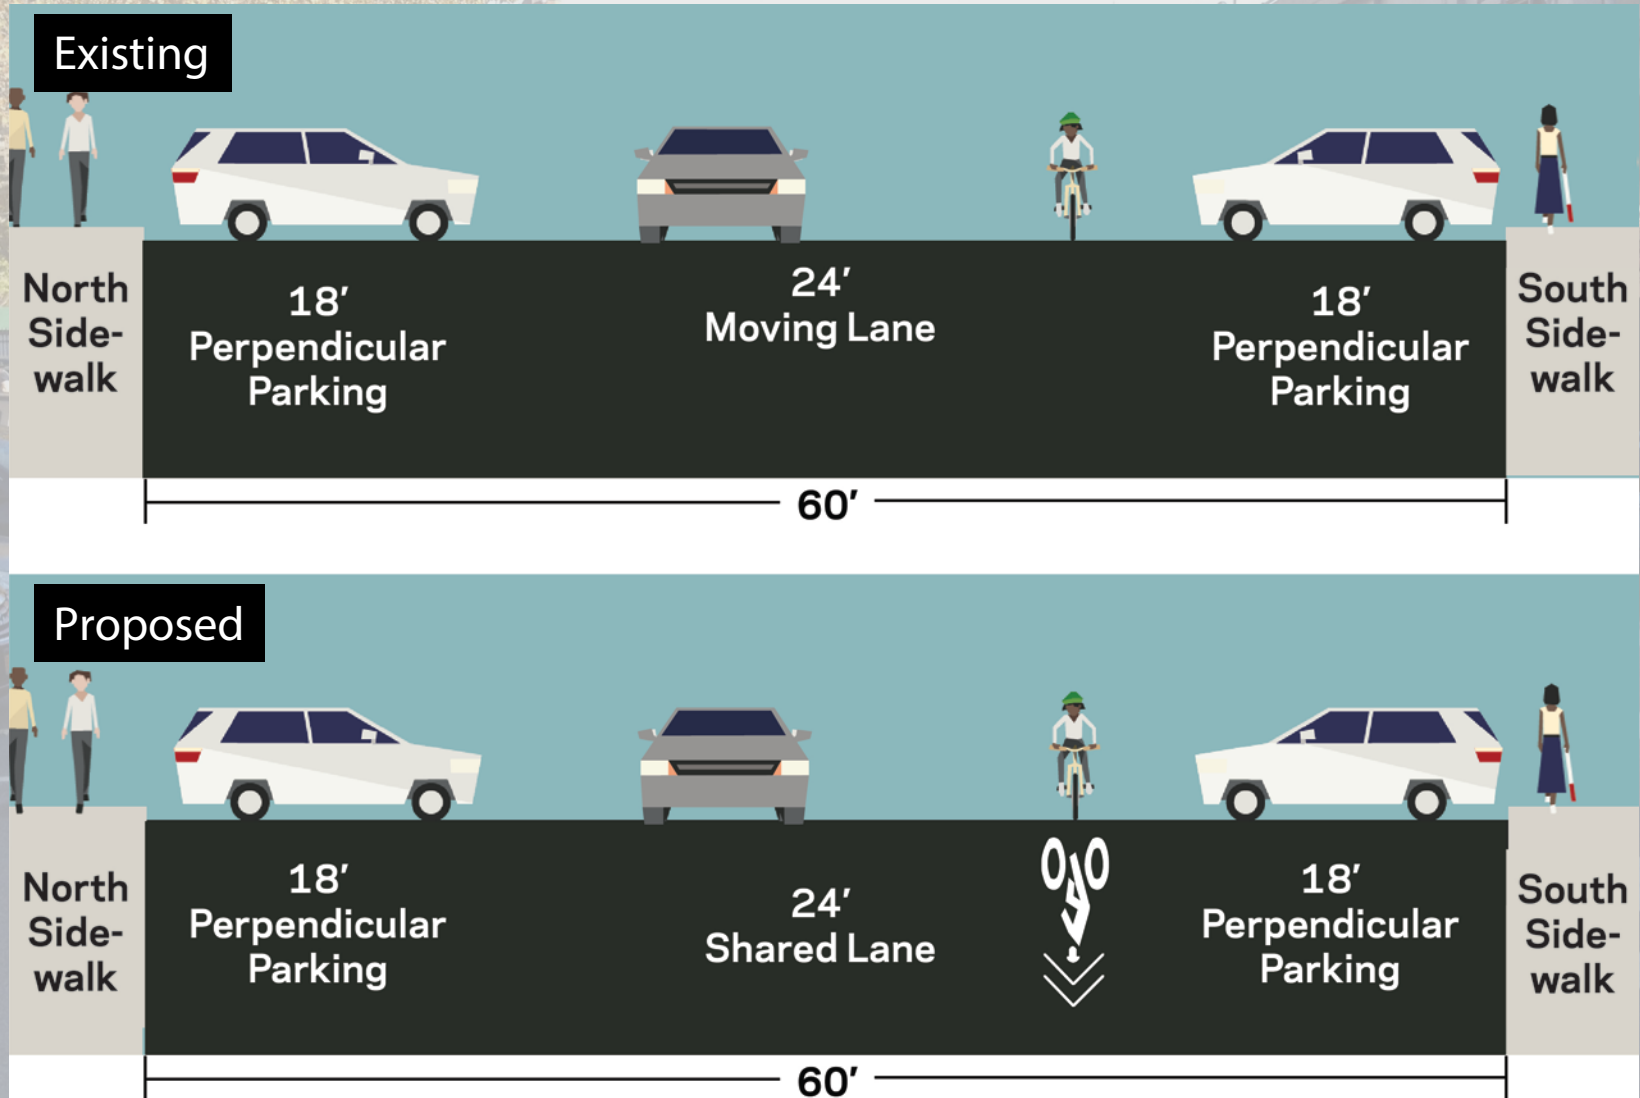 Existing
North
Side-
walk
18′
Perpendicular
Parking
24′
Moving Lane
18′
Perpendicular
Parking
South
Side-
walk
60′
Proposed
North
Side-
walk
18′
Perpendicular
Parking
24′
Shared Lane
18′
Perpendicular
Parking
South
Side-
walk
60′